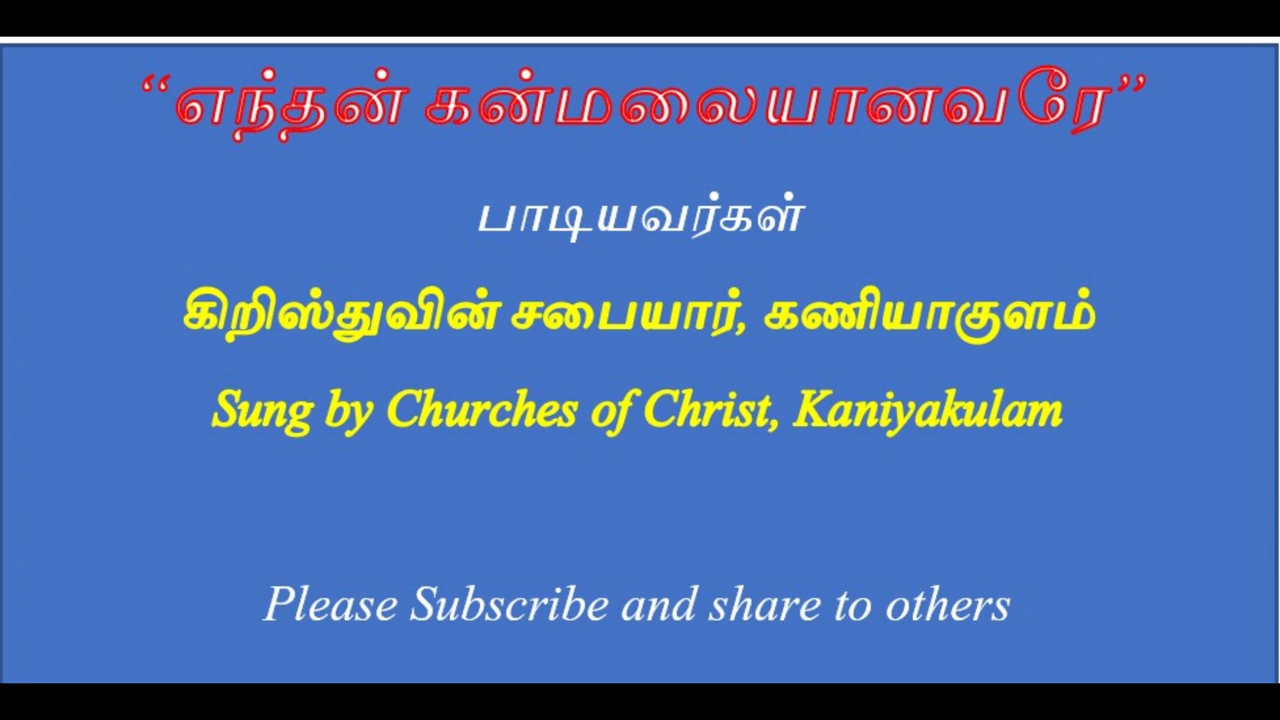 “எந்தன் கன்மலையானவரே”
பாடியவர்கள்
கிறிஸ்துவின் சபையார், கணியாகுளம்
Sung by Churches of Christ, Kaniyakulam
Please Subscribe and share to others